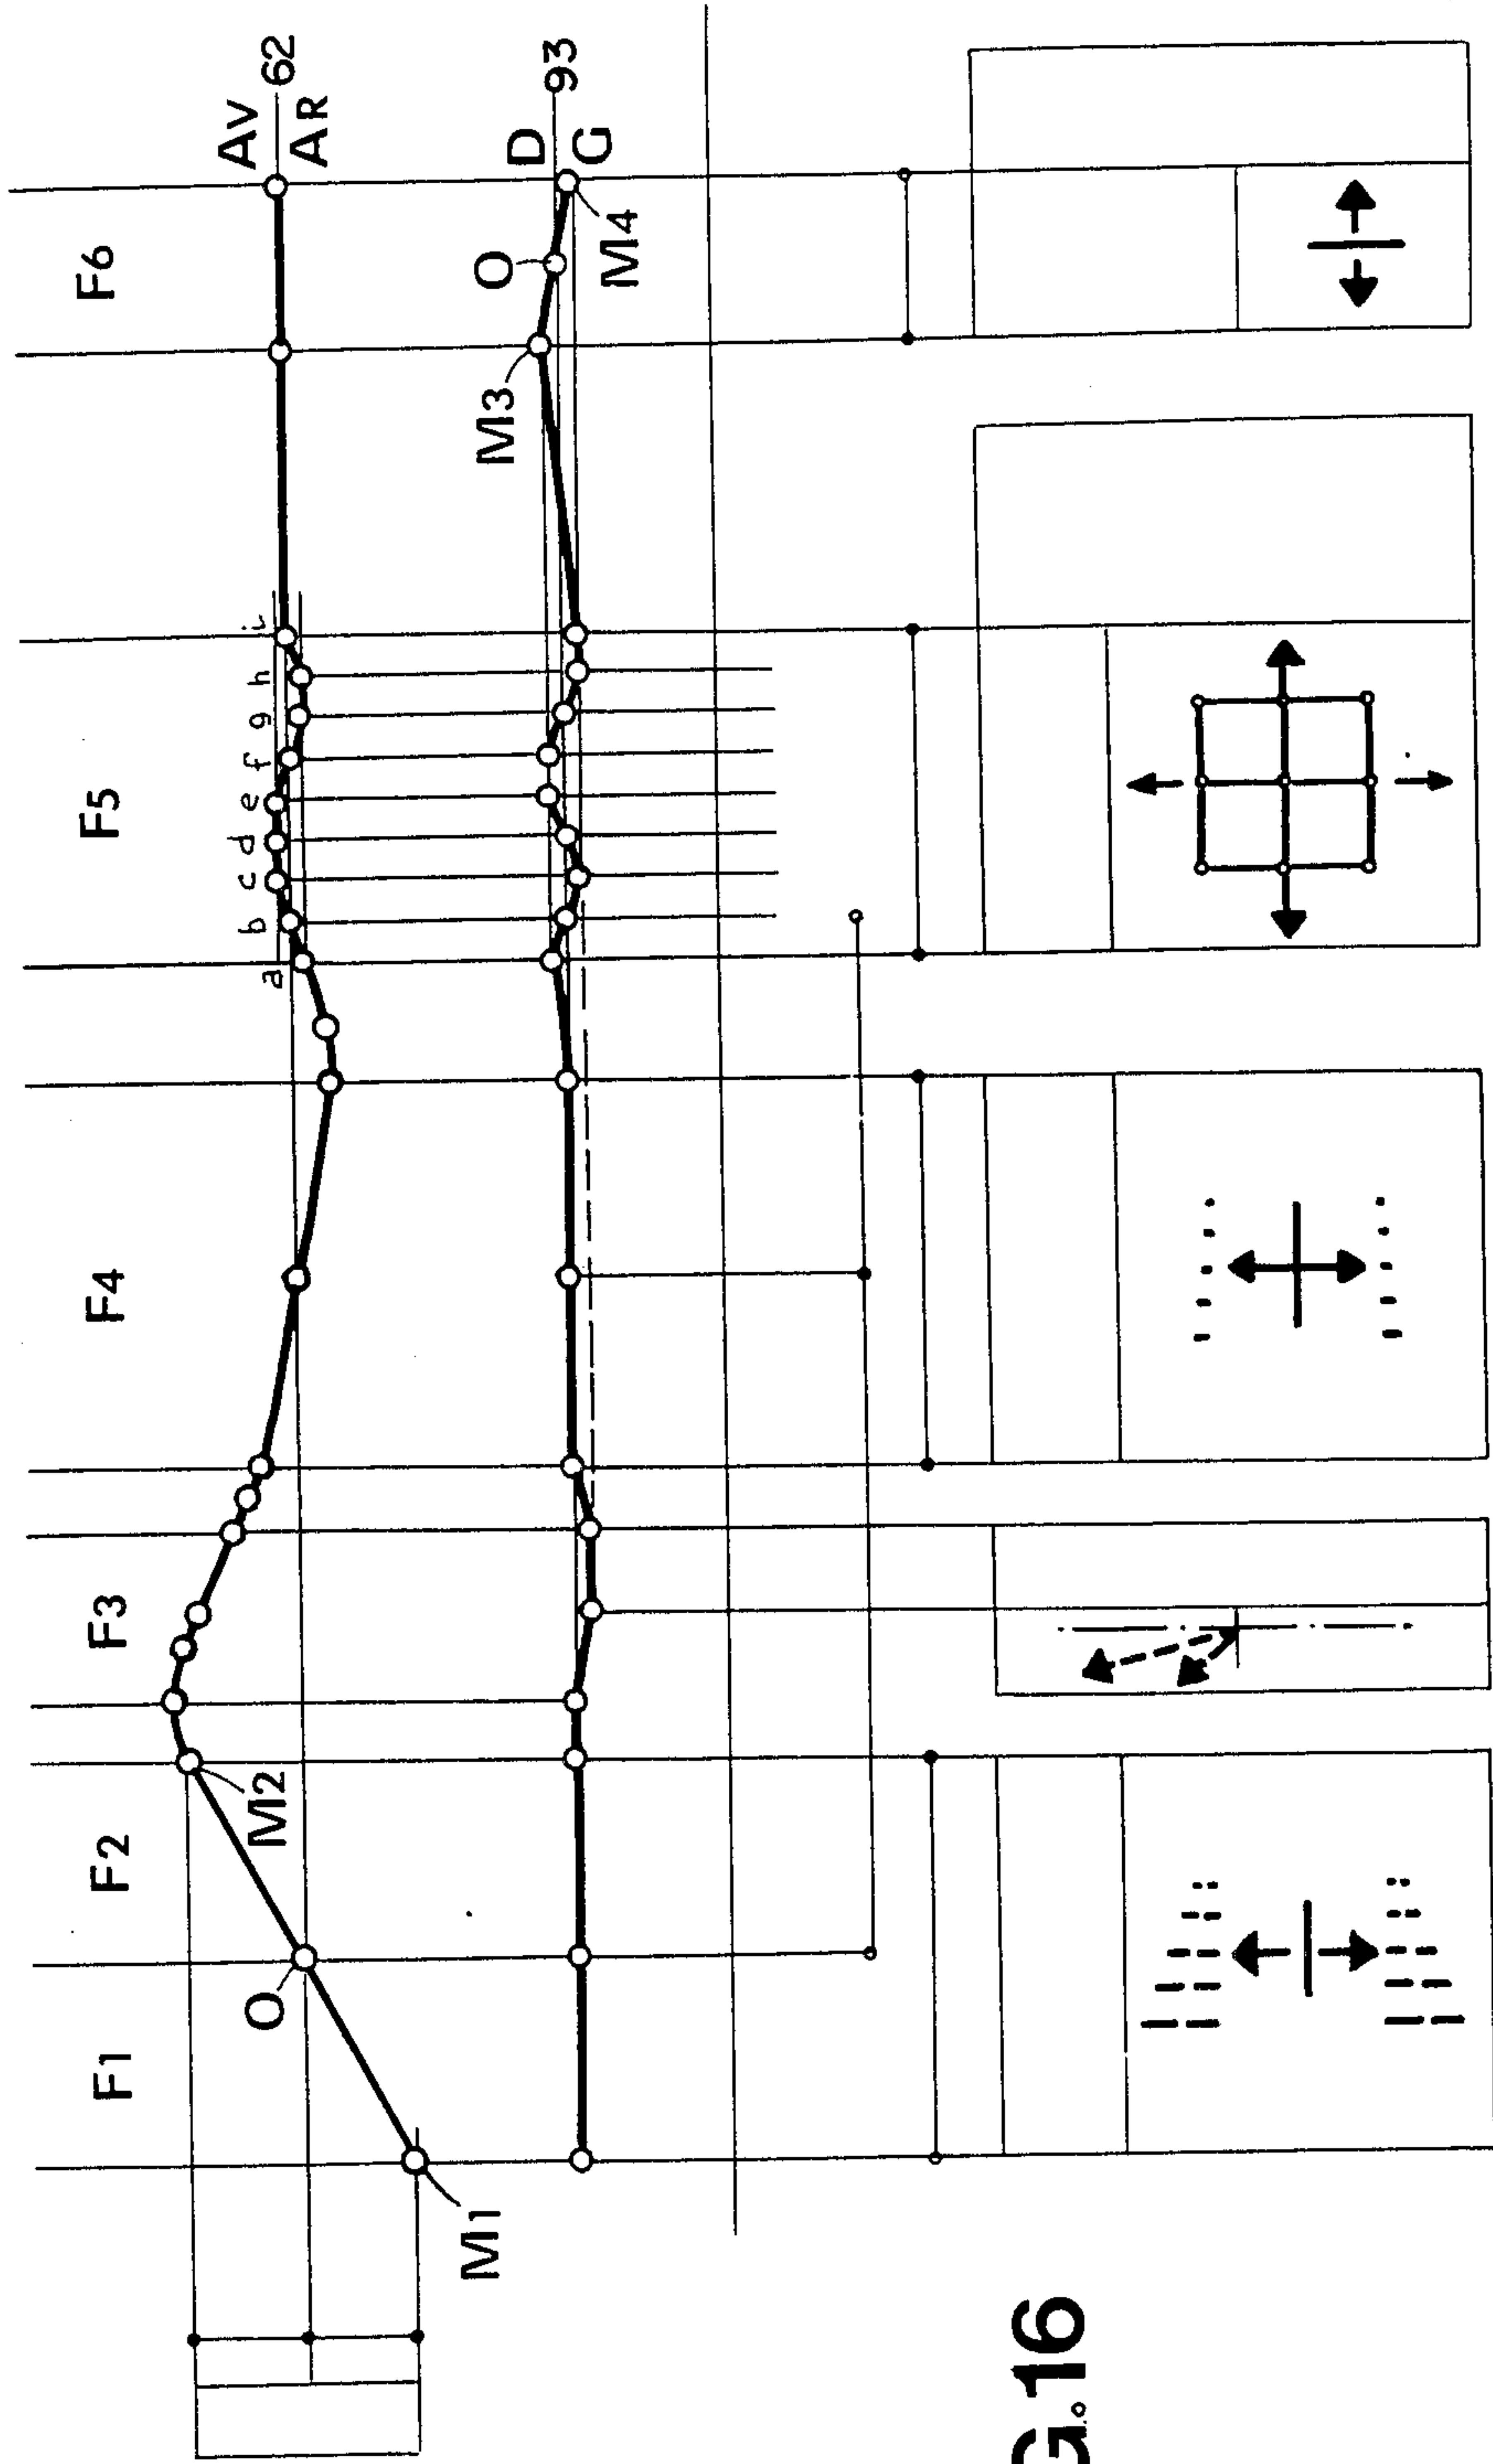 F1 F2 F3 F4 F5 F6
a b c d e f g h i
Av
AR
62
O
M2
M1
D
G
93
M3
O
M4
G.16